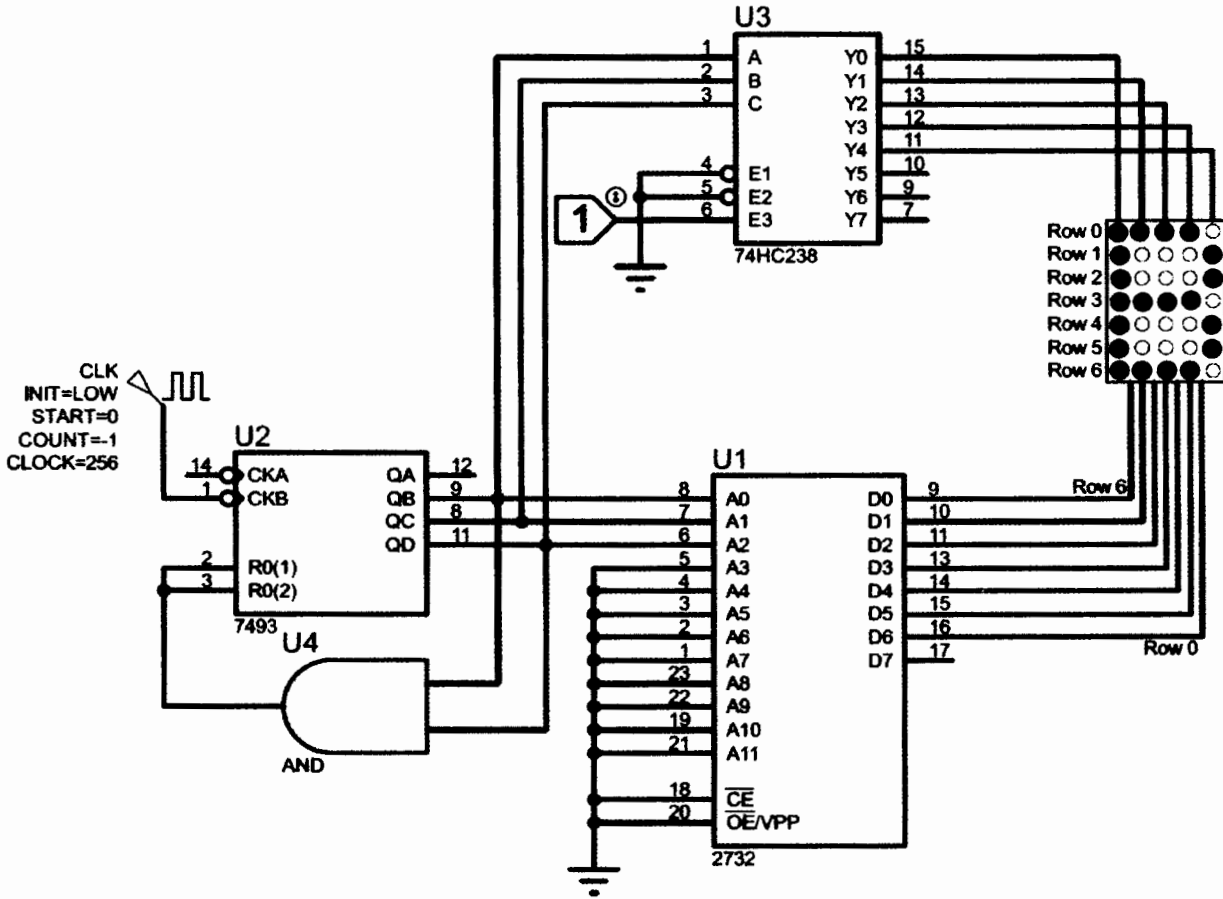 U3
1 A Y0 15
2 B Y1 14
3 C Y2 13
Y3 12
Y4 11
4 E1 Y5 10
5 E2 Y6 9
6 E3 Y7 7
1
74HC238
Row 0
Row 1
Row 2
Row 3
Row 4
Row 5
Row 6
CLK
INIT=LOW
START=0
COUNT=-1
CLOCK=256
U2
14 CKA QA 12
1 CKB QB 9
QC 8
QD 11
2 R0(1)
3 R0(2)
7493
U4
AND
U1
8 A0 D0 9 Row 6
7 A1 D1 10
6 A2 D2 11
5 A3 D3 13
4 A4 D4 14
3 A5 D5 15
2 A6 D6 16 Row 0
1 A7 D7 17
23 A8
22 A9
19 A10
21 A11
18 CE
20 OE/VPP
2732